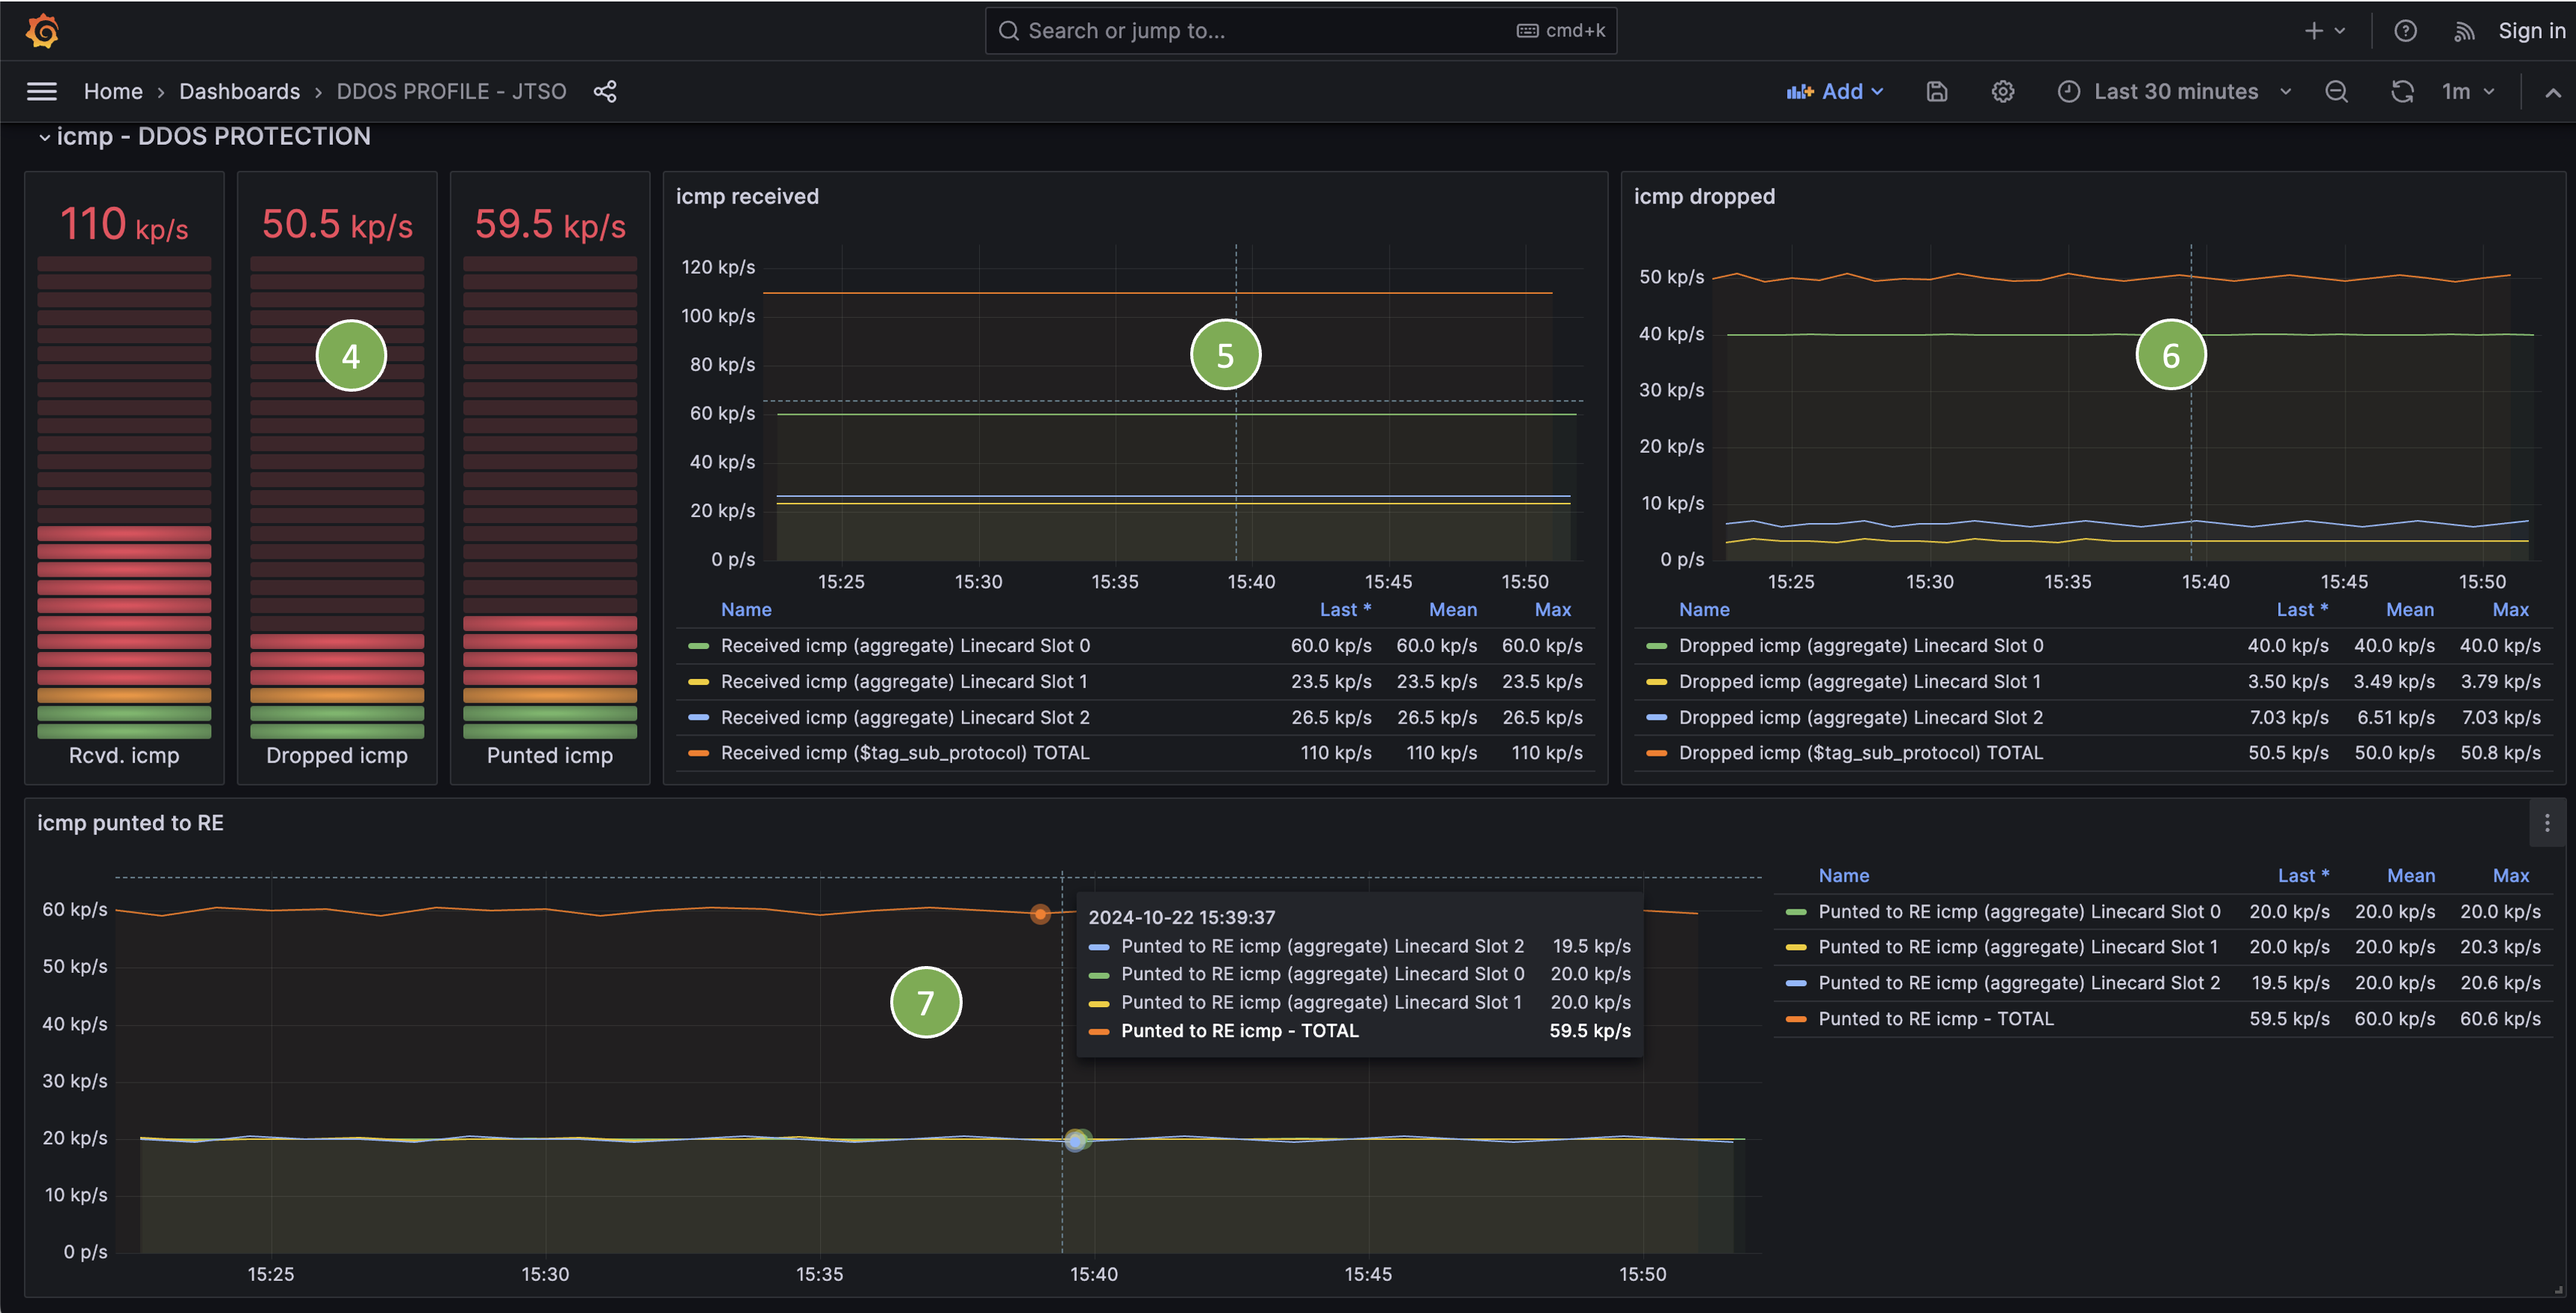 Search or jump to... cmd+k Sign in
Home › Dashboards › DDOS PROFILE - JTSO Add Last 30 minutes 1m
icmp - DDOS PROTECTION
110 kp/s
Rcvd. icmp
50.5 kp/s
4
Dropped icmp
59.5 kp/s
Punted icmp
icmp received
120 kp/s
100 kp/s
80 kp/s
60 kp/s
40 kp/s
20 kp/s
0 p/s
5
15:25 15:30 15:35 15:40 15:45 15:50
Name Last * Mean Max
Received icmp (aggregate) Linecard Slot 0 60.0 kp/s 60.0 kp/s 60.0 kp/s
Received icmp (aggregate) Linecard Slot 1 23.5 kp/s 23.5 kp/s 23.5 kp/s
Received icmp (aggregate) Linecard Slot 2 26.5 kp/s 26.5 kp/s 26.5 kp/s
Received icmp ($tag_sub_protocol) TOTAL 110 kp/s 110 kp/s 110 kp/s
icmp dropped
50 kp/s
40 kp/s
30 kp/s
20 kp/s
10 kp/s
0 p/s
6
15:25 15:30 15:35 15:40 15:45 15:50
Name Last * Mean Max
Dropped icmp (aggregate) Linecard Slot 0 40.0 kp/s 40.0 kp/s 40.0 kp/s
Dropped icmp (aggregate) Linecard Slot 1 3.50 kp/s 3.49 kp/s 3.79 kp/s
Dropped icmp (aggregate) Linecard Slot 2 7.03 kp/s 6.51 kp/s 7.03 kp/s
Dropped icmp ($tag_sub_protocol) TOTAL 50.5 kp/s 50.0 kp/s 50.8 kp/s
icmp punted to RE
60 kp/s
50 kp/s
40 kp/s
30 kp/s
20 kp/s
10 kp/s
0 p/s
7
15:25 15:30 15:35 15:40 15:45 15:50
2024-10-22 15:39:37
Punted to RE icmp (aggregate) Linecard Slot 2 19.5 kp/s
Punted to RE icmp (aggregate) Linecard Slot 0 20.0 kp/s
Punted to RE icmp (aggregate) Linecard Slot 1 20.0 kp/s
Punted to RE icmp - TOTAL 59.5 kp/s
Name Last * Mean Max
Punted to RE icmp (aggregate) Linecard Slot 0 20.0 kp/s 20.0 kp/s 20.0 kp/s
Punted to RE icmp (aggregate) Linecard Slot 1 20.0 kp/s 20.0 kp/s 20.3 kp/s
Punted to RE icmp (aggregate) Linecard Slot 2 19.5 kp/s 20.0 kp/s 20.6 kp/s
Punted to RE icmp - TOTAL 59.5 kp/s 60.0 kp/s 60.6 kp/s